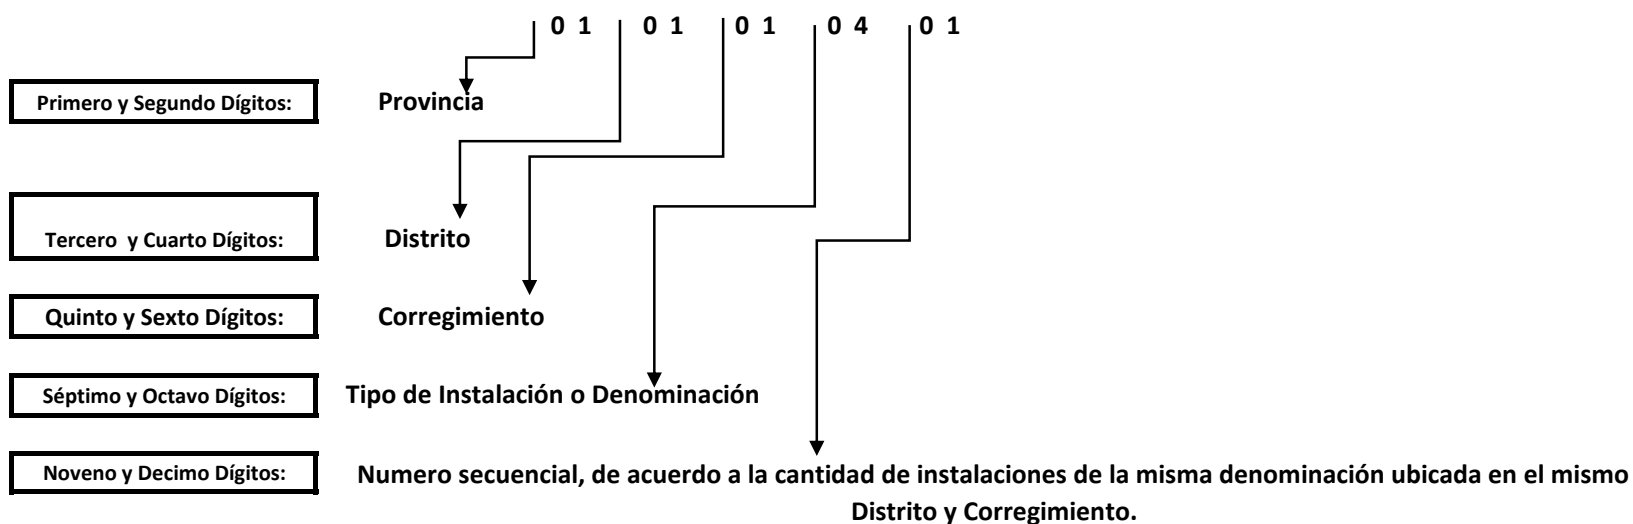 0 1 0 1 0 1 0 4 0 1
Primero y Segundo Dígitos: Provincia
Tercero y Cuarto Dígitos: Distrito
Quinto y Sexto Dígitos: Corregimiento
Séptimo y Octavo Dígitos: Tipo de Instalación o Denominación
Noveno y Decimo Dígitos: Numero secuencial, de acuerdo a la cantidad de instalaciones de la misma denominación ubicada en el mismo
Distrito y Corregimiento.